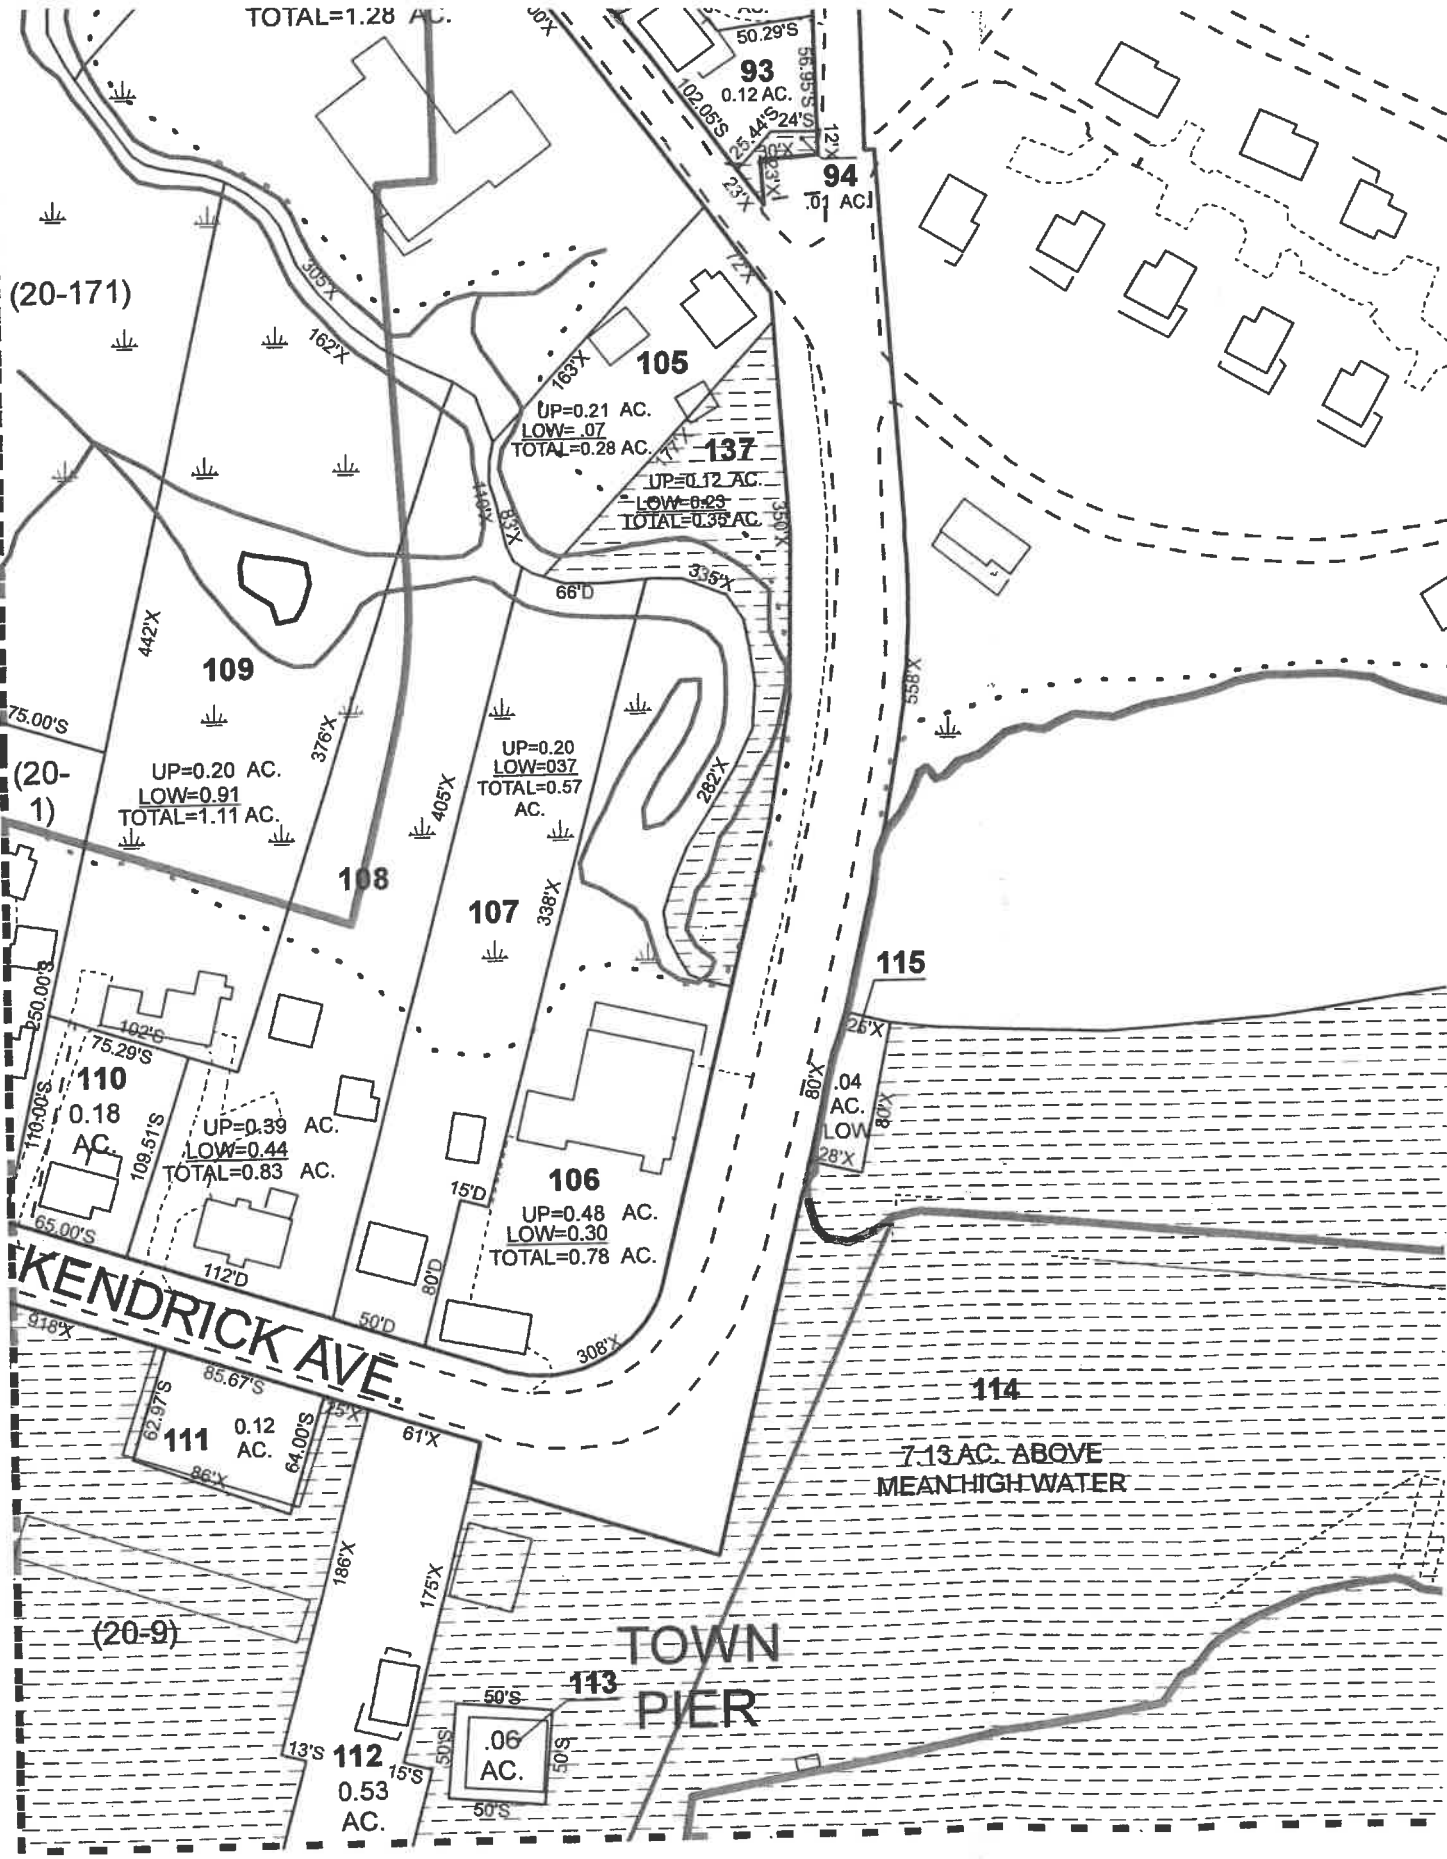 TOTAL=1.28 AC.
50.29'S
93
0.12 AC.
56.95'S
102.05'S
25.44'S
24'S
12'X
23'X
23'X
94
.01 AC.
(20-171)
305'X
162'X
72'X
163'X
105
UP=0.21 AC.
LOW= .07
TOTAL=0.28 AC.
177'X
137
UP=0.12 AC.
LOW=0.23
TOTAL=0.35 AC.
350'X
110'X
83'X
66'D
335'X
442'X
109
558'X
75.00'S
376'X
(20-
1)
UP=0.20 AC.
LOW=0.91
TOTAL=1.11 AC.
UP=0.20
LOW=037
TOTAL=0.57
AC.
405'X
282'X
108
107
338'X
115
250.00'S
102'S
75.29'S
26'X
110
0.18
AC.
110.00'S
109.51'S
80'X
.04
AC.
LOW
80'X
28'X
UP=0.39 AC.
LOW=0.44
TOTAL=0.83 AC.
15'D
106
UP=0.48 AC.
LOW=0.30
TOTAL=0.78 AC.
65.00'S
112'D
80'D
KENDRICK AVE.
50'D
308'X
918'X
85.67'S
25'X
61'X
62.97'S
111
0.12
AC.
64.00'S
86'X
114
7.13 AC. ABOVE
MEAN HIGH WATER
186'X
175'X
(20-9)
TOWN
PIER
113
50'S
50'S
.06
AC.
50'S
50'S
13'S
112
15'S
0.53
AC.